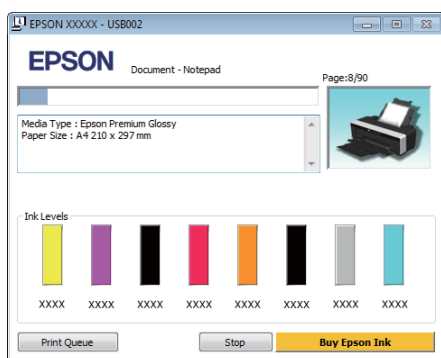 EPSON XXXXX - USB002
EPSON
Document - Notepad
Page:8/90
Media Type : Epson Premium Glossy
Paper Size : A4 210 x 297 mm
Ink Levels
XXXX XXXX XXXX XXXX XXXX XXXX XXXX XXXX
Print Queue Stop Buy Epson Ink